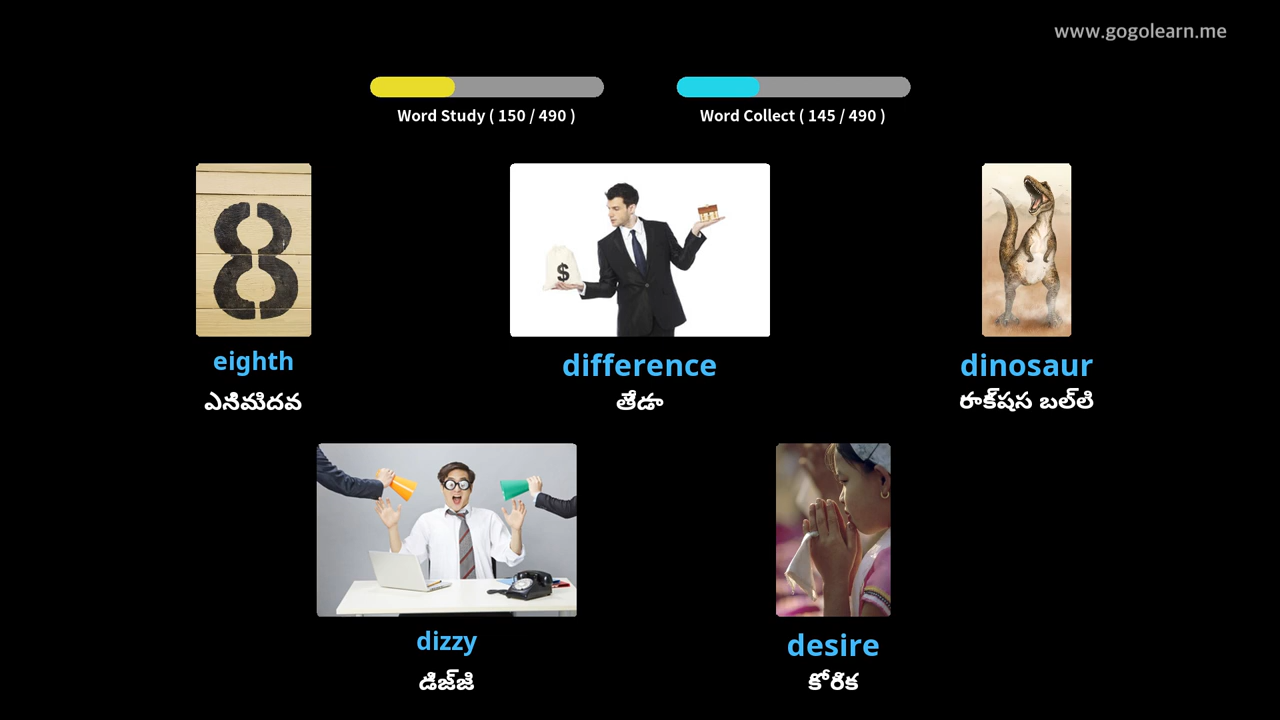 www.gogolearn.me
Word Study ( 150 / 490 )
Word Collect ( 145 / 490 )
8
$
eighth
ఎనిమిదవ
difference
తేడా
dinosaur
రాక్షస బల్లి
dizzy
డిజ్జి
desire
కోరిక